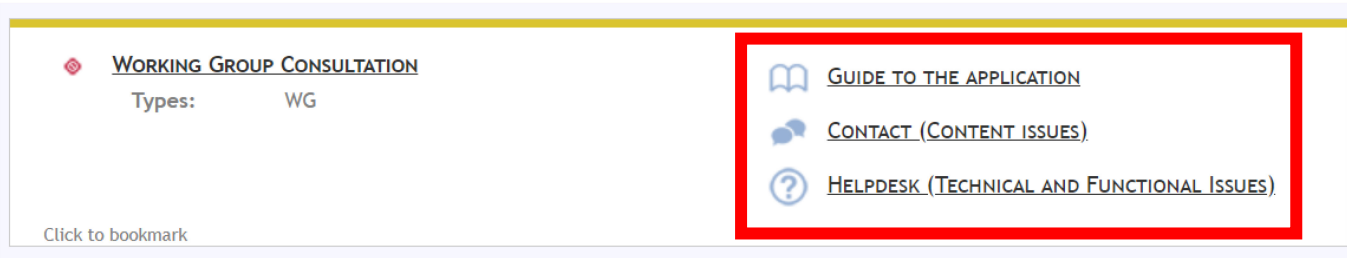 Working Group Consultation
Types: WG
Click to bookmark
Guide to the application
Contact (Content issues)
Helpdesk (Technical and Functional Issues)